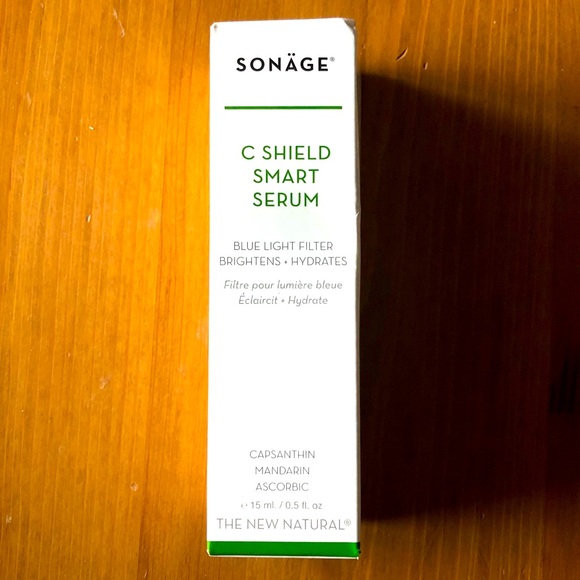 SONÄGE®
C SHIELD
SMART
SERUM
BLUE LIGHT FILTER
BRIGHTENS + HYDRATES
Filtre pour lumière bleue
Éclaircit + Hydrate
CAPSANTHIN
MANDARIN
ASCORBIC
15 ml. / 0.5 fl. oz
THE NEW NATURAL®